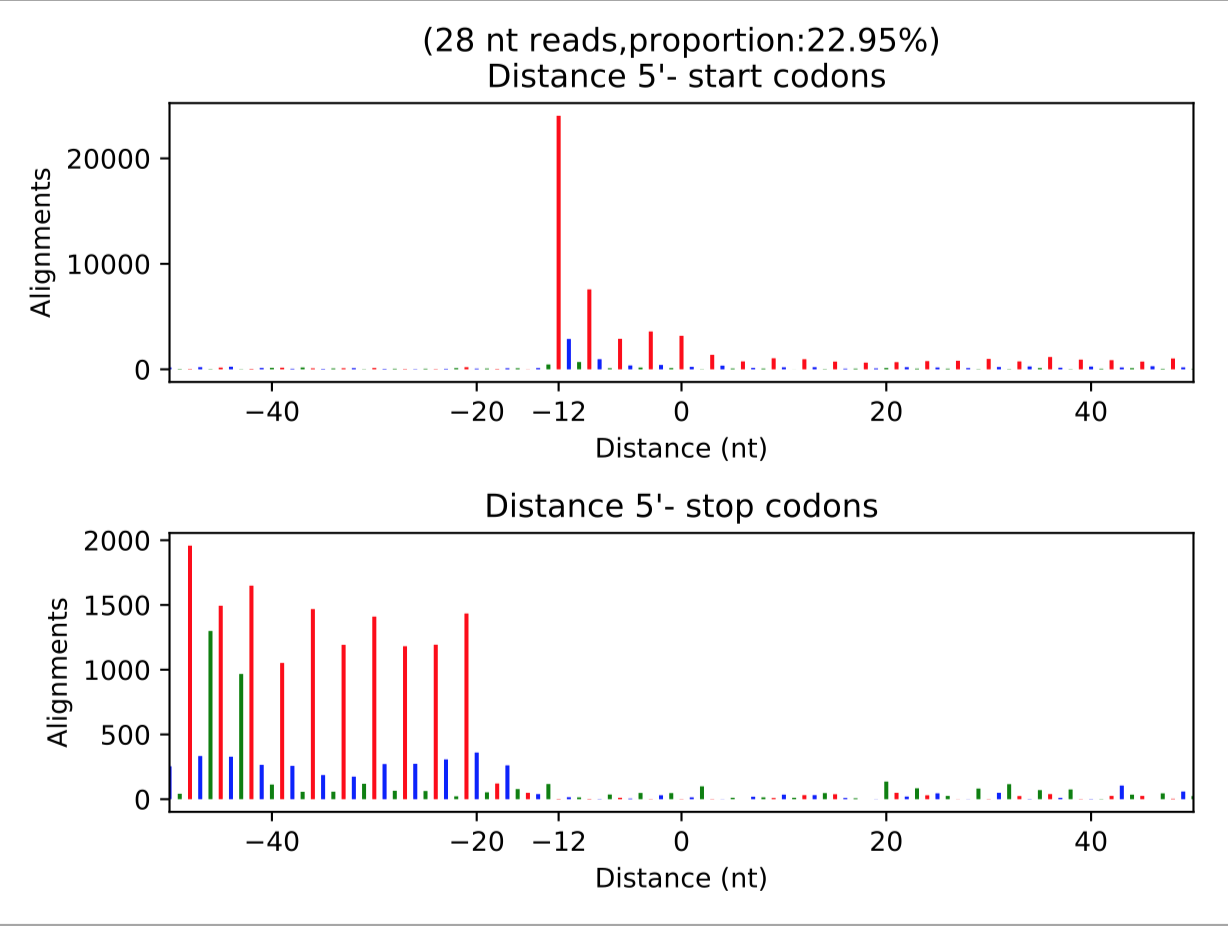 (28 nt reads,proportion:22.95%)
Distance 5'- start codons
Alignments
20000
10000
0
−40 −20 −12 0 20 40
Distance (nt)
Distance 5'- stop codons
Alignments
2000
1500
1000
500
0
−40 −20 −12 0 20 40
Distance (nt)